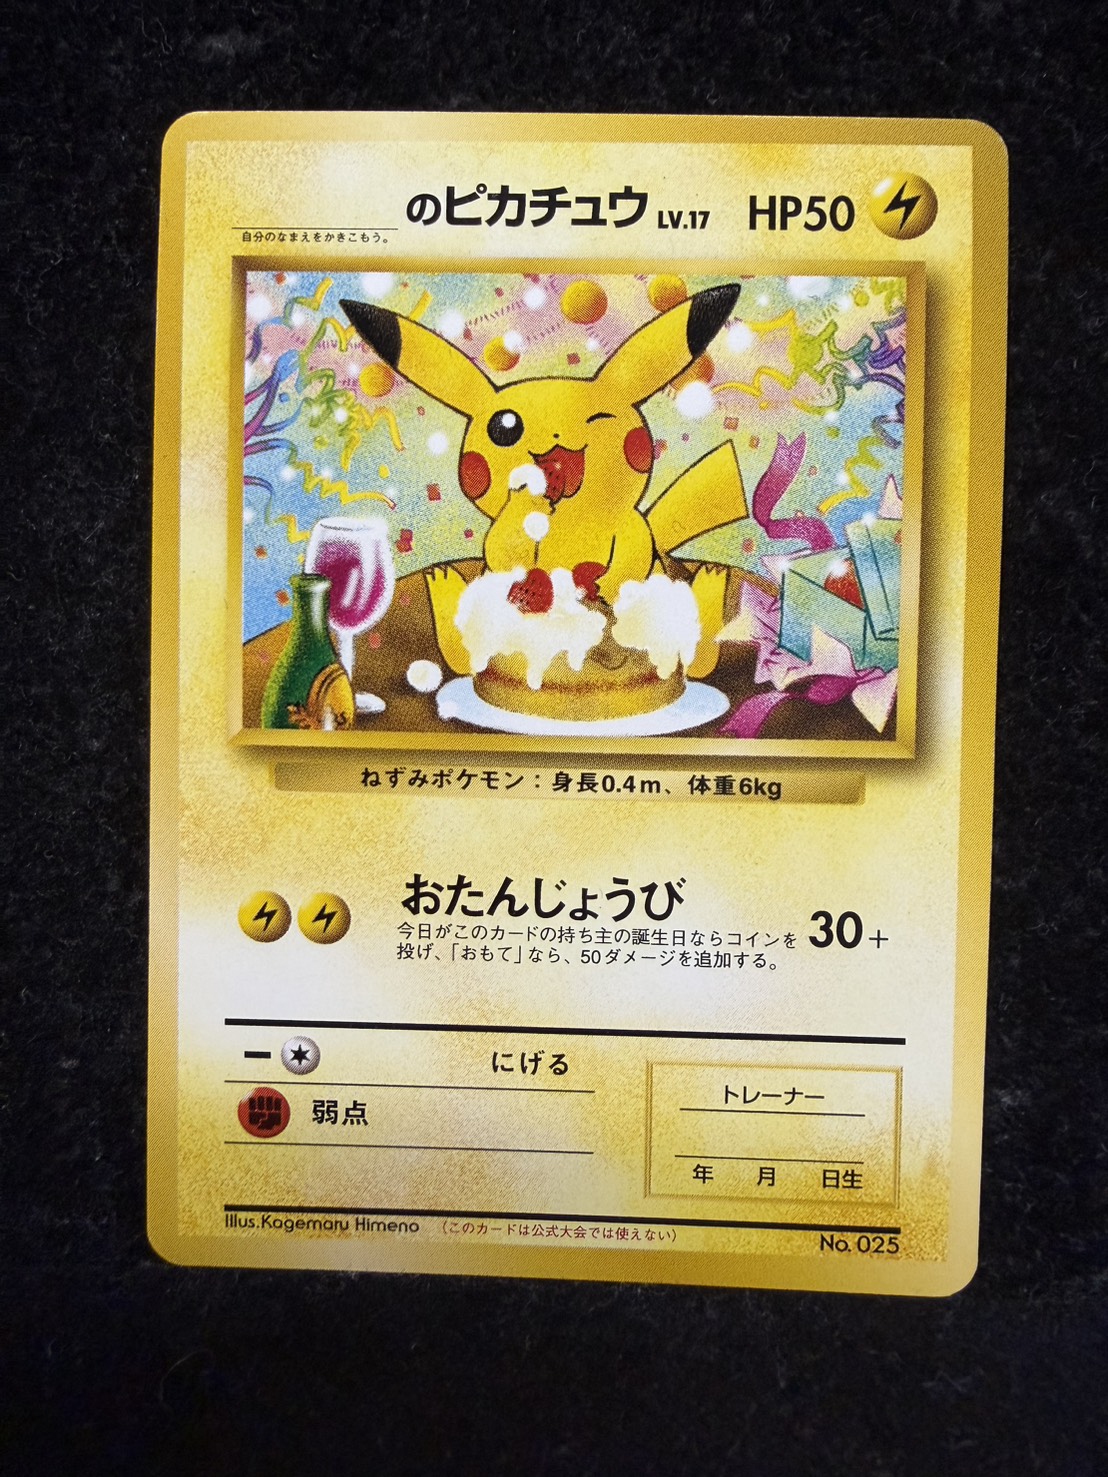 のピカチュウ LV.17 HP50
自分のなまえをかきこもう。
ねずみポケモン：身長0.4m、体重6kg
おたんじょうび 30+
今日がこのカードの持ち主の誕生日ならコインを
投げ、「おもて」なら、50ダメージを追加する。
にげる
弱点
トレーナー
年 月 日生
Illus.Kagemaru Himeno （このカードは公式大会では使えない）
No. 025